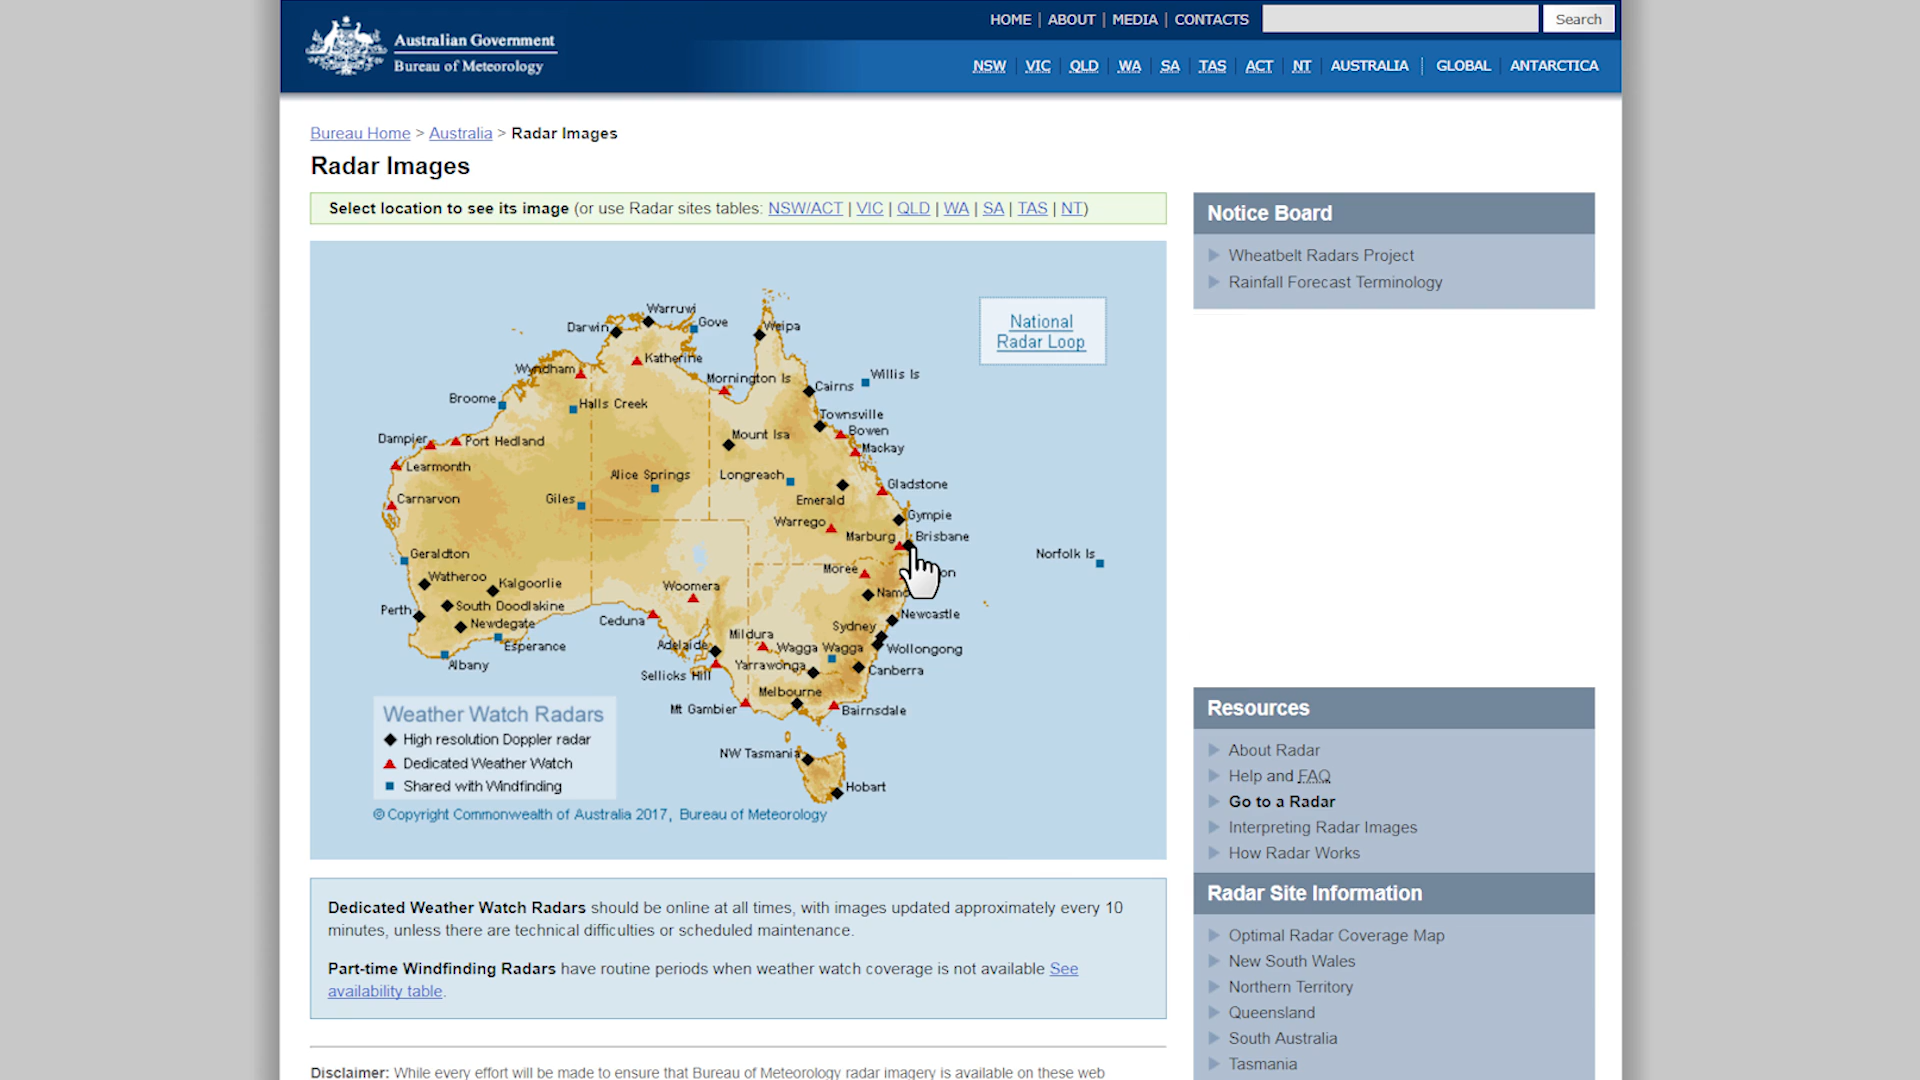 HOME | ABOUT | MEDIA | CONTACTS
Search
Australian Government
Bureau of Meteorology
NSW | VIC | QLD | WA | SA | TAS | ACT | NT | AUSTRALIA | GLOBAL | ANTARCTICA
Bureau Home > Australia > Radar Images
Radar Images
Select location to see its image (or use Radar sites tables: NSW/ACT | VIC | QLD | WA | SA | TAS | NT)
National
Radar Loop
Warruwi
Darwin
Gove
Weipa
Katherine
Wyndham
Mornington Is
Willis Is
Cairns
Broome
Halls Creek
Townsville
Bowen
Dampier
Port Hedland
Mount Isa
Mackay
Learmonth
Alice Springs
Longreach
Gladstone
Carnarvon
Giles
Emerald
Gympie
Warrego
Marburg
Brisbane
Geraldton
Norfolk Is
Moree
Watheroo
Kalgoorlie
Woomera
Perth
South Doodlakine
Newcastle
Newdegate
Ceduna
Sydney
Esperance
Adelaide
Mildura
Wagga Wagga
Wollongong
Albany
Sellicks Hill
Yarrawonga
Canberra
Melbourne
Mt Gambier
Bairnsdale
NW Tasmania
Hobart
Weather Watch Radars
High resolution Doppler radar
Dedicated Weather Watch
Shared with Windfinding
© Copyright Commonwealth of Australia 2017, Bureau of Meteorology
Dedicated Weather Watch Radars should be online at all times, with images updated approximately every 10
minutes, unless there are technical difficulties or scheduled maintenance.
Part-time Windfinding Radars have routine periods when weather watch coverage is not available See
availability table.
Disclaimer: While every effort will be made to ensure that Bureau of Meteorology radar imagery is available on these web
Notice Board
Wheatbelt Radars Project
Rainfall Forecast Terminology
Resources
About Radar
Help and FAQ
Go to a Radar
Interpreting Radar Images
How Radar Works
Radar Site Information
Optimal Radar Coverage Map
New South Wales
Northern Territory
Queensland
South Australia
Tasmania